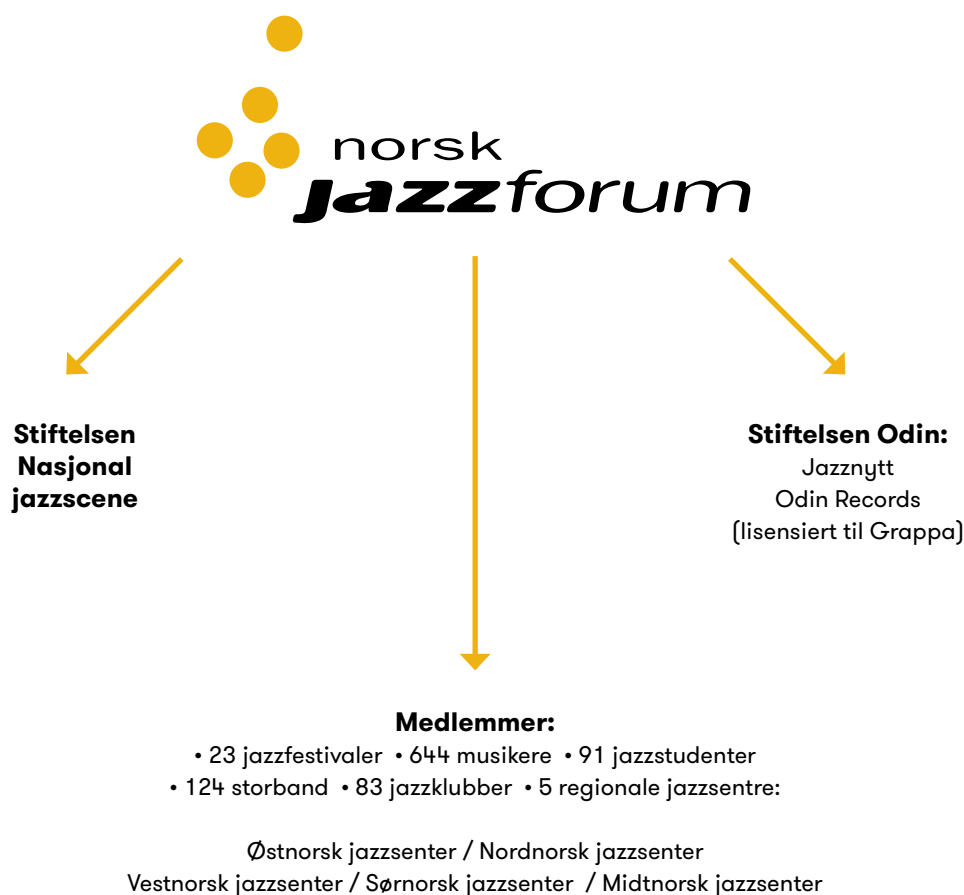 norsk
jazzforum
Stiftelsen
Nasjonal
jazzscene
Stiftelsen Odin:
Jazznytt
Odin Records
(lisensiert til Grappa)
Medlemmer:
• 23 jazzfestivaler • 644 musikere • 91 jazzstudenter
• 124 storband • 83 jazzklubber • 5 regionale jazzsentre:
Østnorsk jazzsenter / Nordnorsk jazzsenter
Vestnorsk jazzsenter / Sørnorsk jazzsenter / Midtnorsk jazzsenter